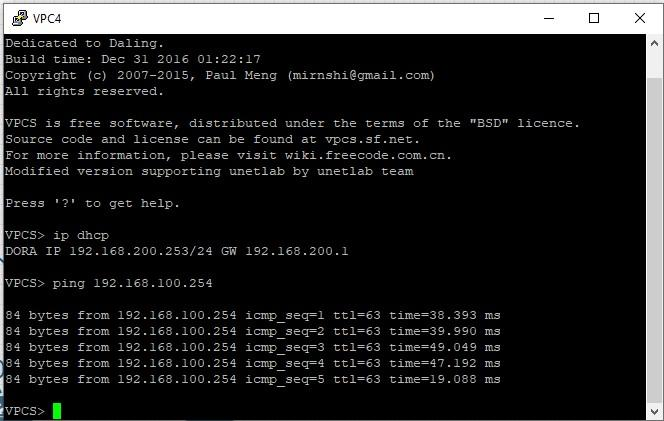 VPC4
Dedicated to Daling.
Build time: Dec 31 2016 01:22:17
Copyright (c) 2007-2015, Paul Meng (mirnshi@gmail.com)
All rights reserved.
VPCS is free software, distributed under the terms of the "BSD" licence.
Source code and license can be found at vpcs.sf.net.
For more information, please visit wiki.freecode.com.cn.
Modified version supporting unetlab by unetlab team
Press '?' to get help.
VPCS> ip dhcp
DORA IP 192.168.200.253/24 GW 192.168.200.1
VPCS> ping 192.168.100.254
84 bytes from 192.168.100.254 icmp_seq=1 ttl=63 time=38.393 ms
84 bytes from 192.168.100.254 icmp_seq=2 ttl=63 time=39.990 ms
84 bytes from 192.168.100.254 icmp_seq=3 ttl=63 time=49.049 ms
84 bytes from 192.168.100.254 icmp_seq=4 ttl=63 time=47.192 ms
84 bytes from 192.168.100.254 icmp_seq=5 ttl=63 time=19.088 ms
VPCS>